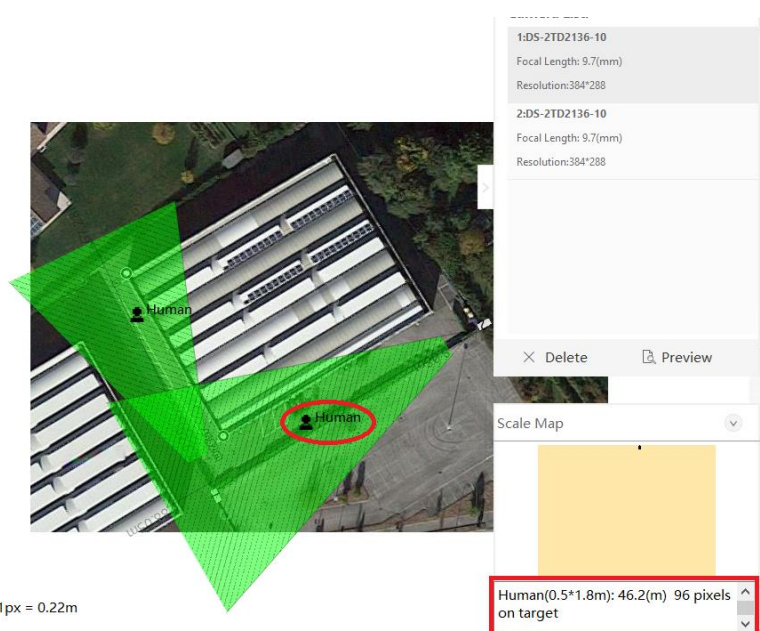 1:DS-2TD2136-10
Focal Length: 9.7(mm)
Resolution:384*288
2:DS-2TD2136-10
Focal Length: 9.7(mm)
Resolution:384*288
Human
× Delete
Preview
Human
Scale Map
Human(0.5*1.8m): 46.2(m) 96 pixels
on target
1px = 0.22m